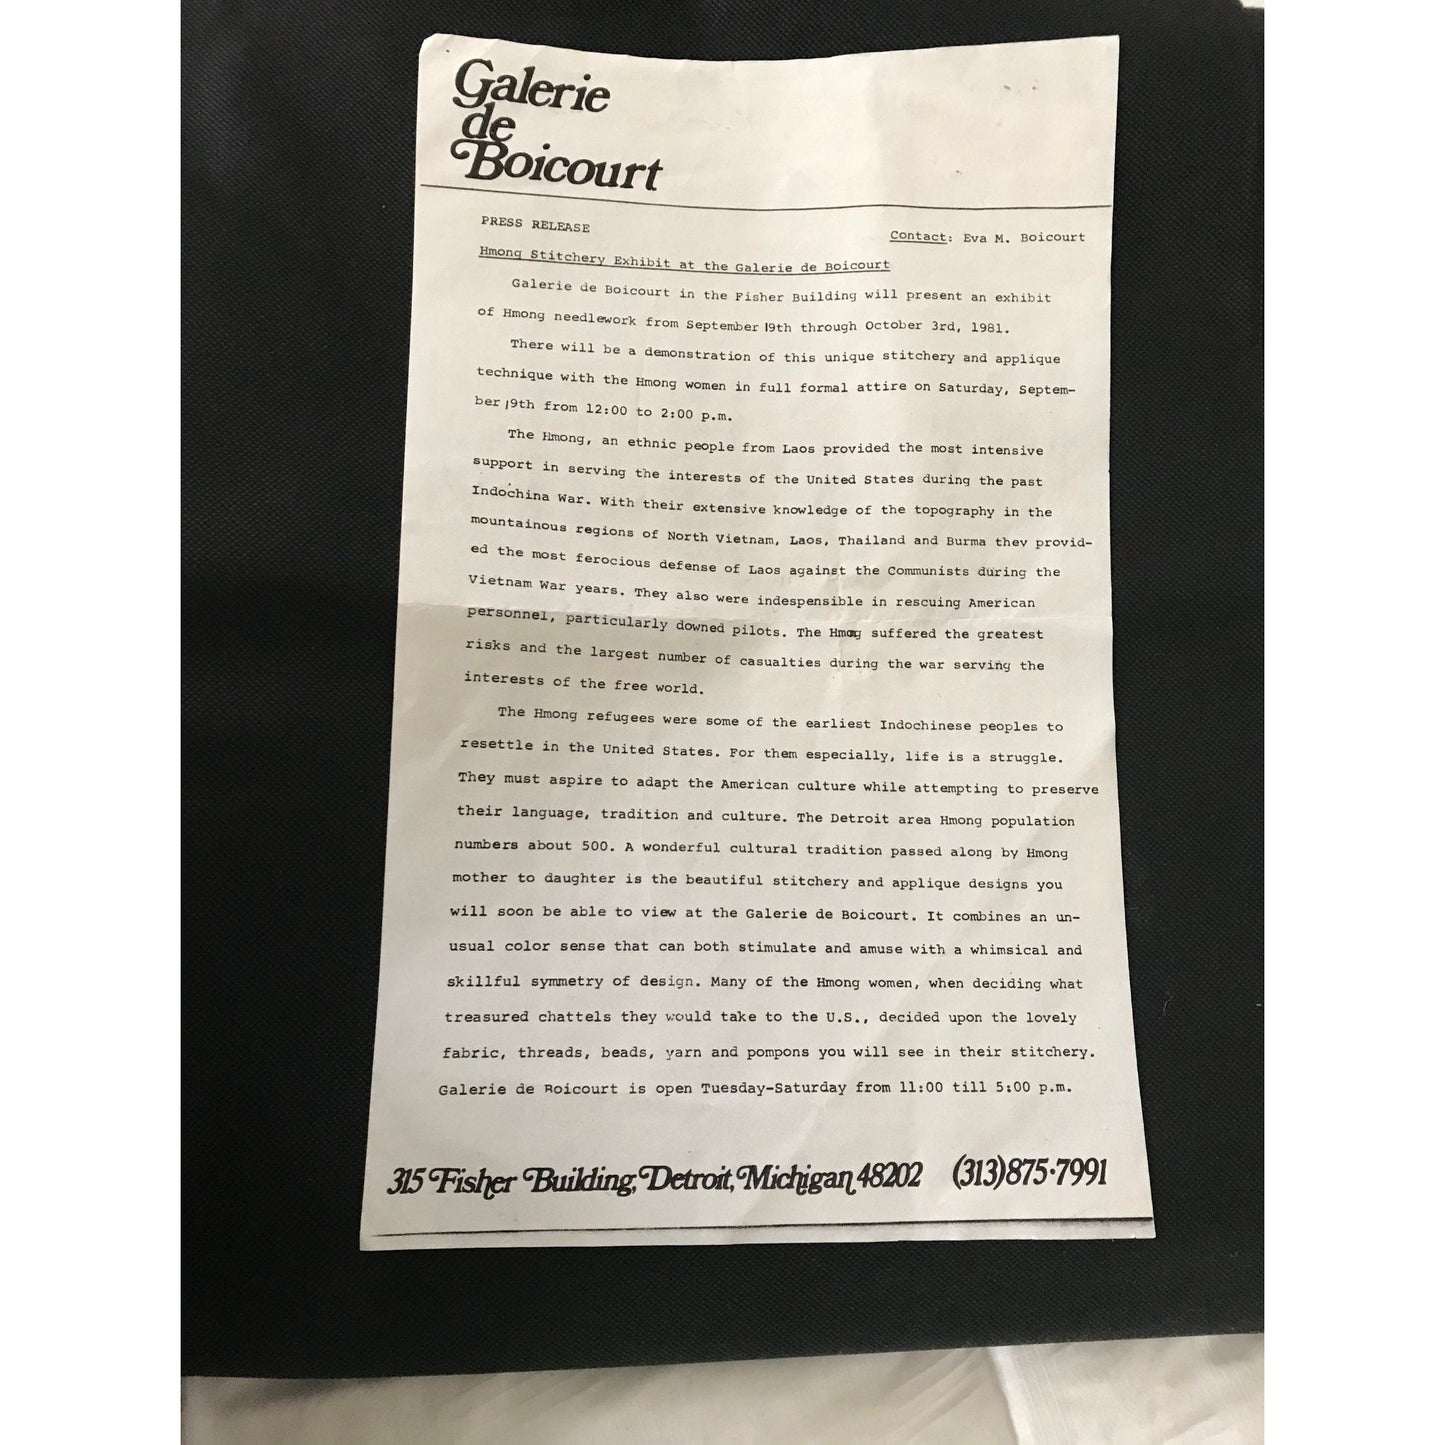 Galerie
de
Boicourt
PRESS RELEASE
Contact: Eva M. Boicourt
Hmong Stitchery Exhibit at the Galerie de Boicourt
Galerie de Boicourt in the Fisher Building will present an exhibit
of Hmong needlework from September 19th through October 3rd, 1981.
There will be a demonstration of this unique stitchery and applique
technique with the Hmong women in full formal attire on Saturday, Septem-
ber 19th from 12:00 to 2:00 p.m.
The Hmong, an ethnic people from Laos provided the most intensive
support in serving the interests of the United States during the past
Indochina War. With their extensive knowledge of the topography in the
mountainous regions of North Vietnam, Laos, Thailand and Burma they provid-
ed the most ferocious defense of Laos against the Communists during the
Vietnam War years. They also were indespensible in rescuing American
personnel, particularly downed pilots. The Hmong suffered the greatest
risks and the largest number of casualties during the war serving the
interests of the free world.
The Hmong refugees were some of the earliest Indochinese peoples to
resettle in the United States. For them especially, life is a struggle.
They must aspire to adapt the American culture while attempting to preserve
their language, tradition and culture. The Detroit area Hmong population
numbers about 500. A wonderful cultural tradition passed along by Hmong
mother to daughter is the beautiful stitchery and applique designs you
will soon be able to view at the Galerie de Boicourt. It combines an un-
usual color sense that can both stimulate and amuse with a whimsical and
skillful symmetry of design. Many of the Hmong women, when deciding what
treasured chattels they would take to the U.S., decided upon the lovely
fabric, threads, beads, yarn and pompons you will see in their stitchery.
Galerie de Boicourt is open Tuesday-Saturday from 11:00 till 5:00 p.m.
315 Fisher Building, Detroit, Michigan 48202 (313)875·7991